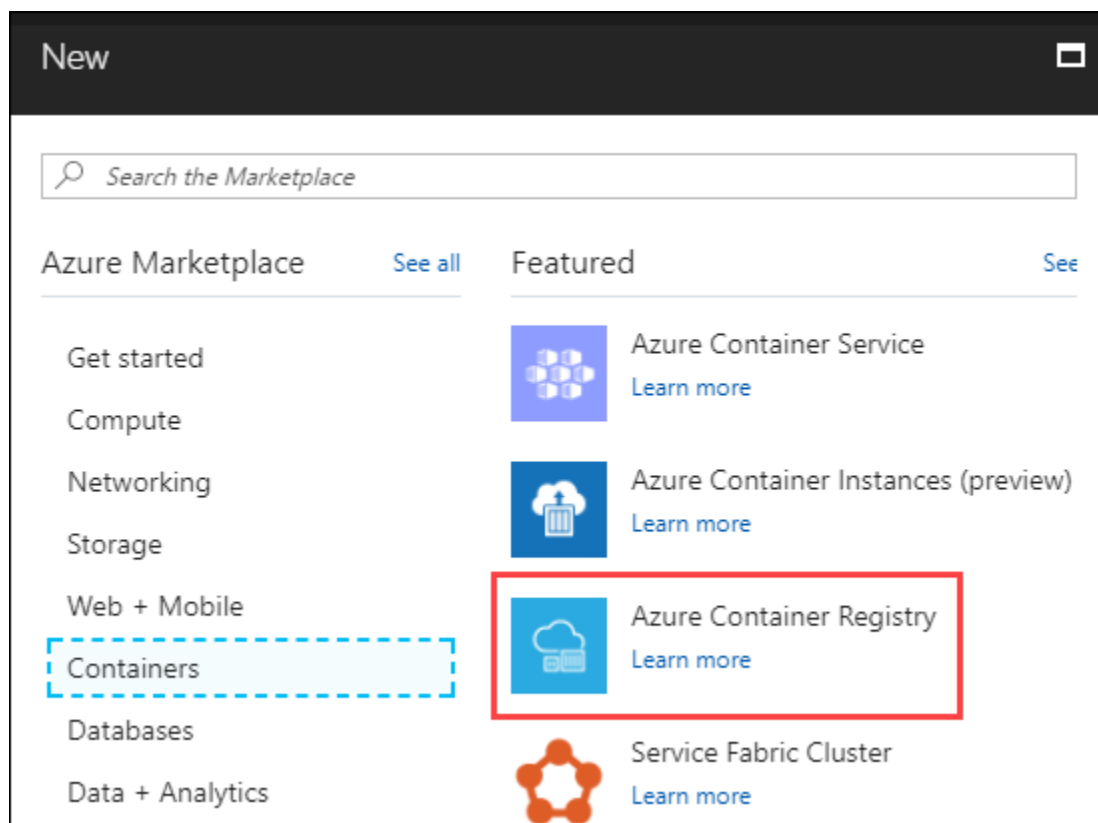 New
Search the Marketplace
Azure Marketplace
See all
Featured
See
Get started
Compute
Networking
Storage
Web + Mobile
Containers
Databases
Data + Analytics
Azure Container Service
Learn more
Azure Container Instances (preview)
Learn more
Azure Container Registry
Learn more
Service Fabric Cluster
Learn more